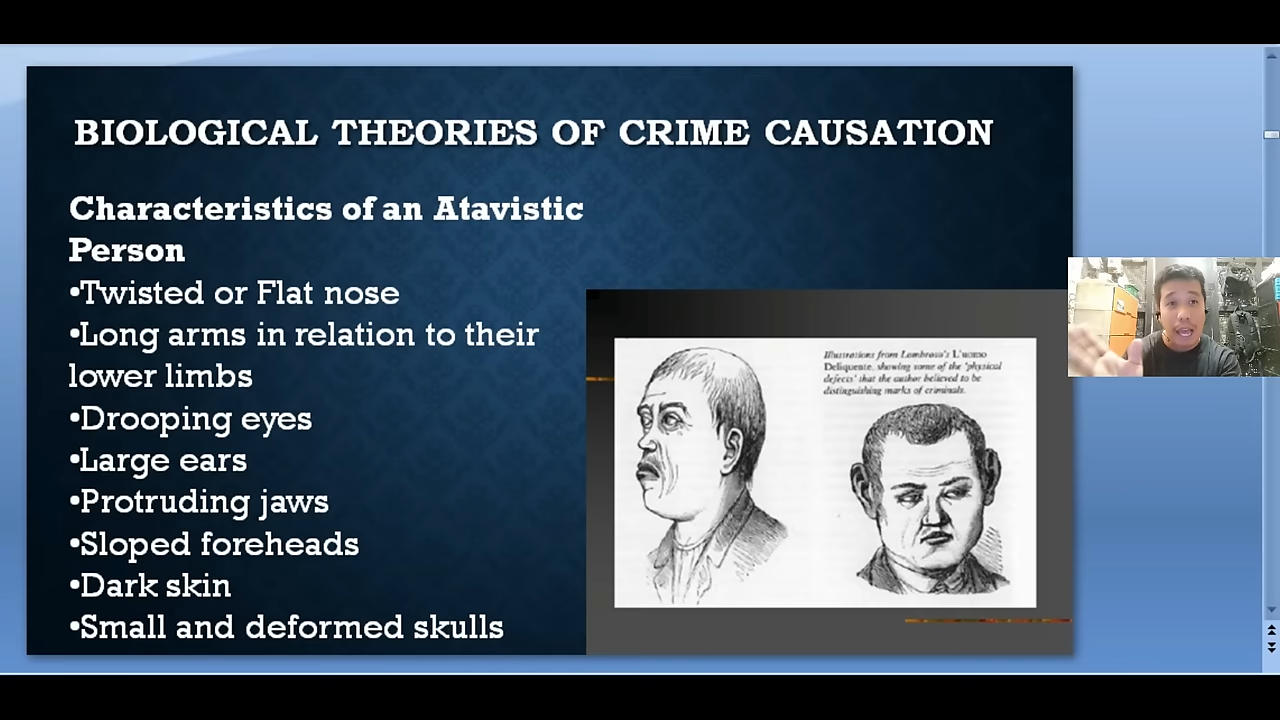 BIOLOGICAL THEORIES OF CRIME CAUSATION
Characteristics of an Atavistic
Person
•Twisted or Flat nose
•Long arms in relation to their
lower limbs
•Drooping eyes
•Large ears
•Protruding jaws
•Sloped foreheads
•Dark skin
•Small and deformed skulls
Illustrations from Lombroso's L'uomo
Deliquente, showing some of the 'physical
defects' that the author believed to be
distinguishing marks of criminals.